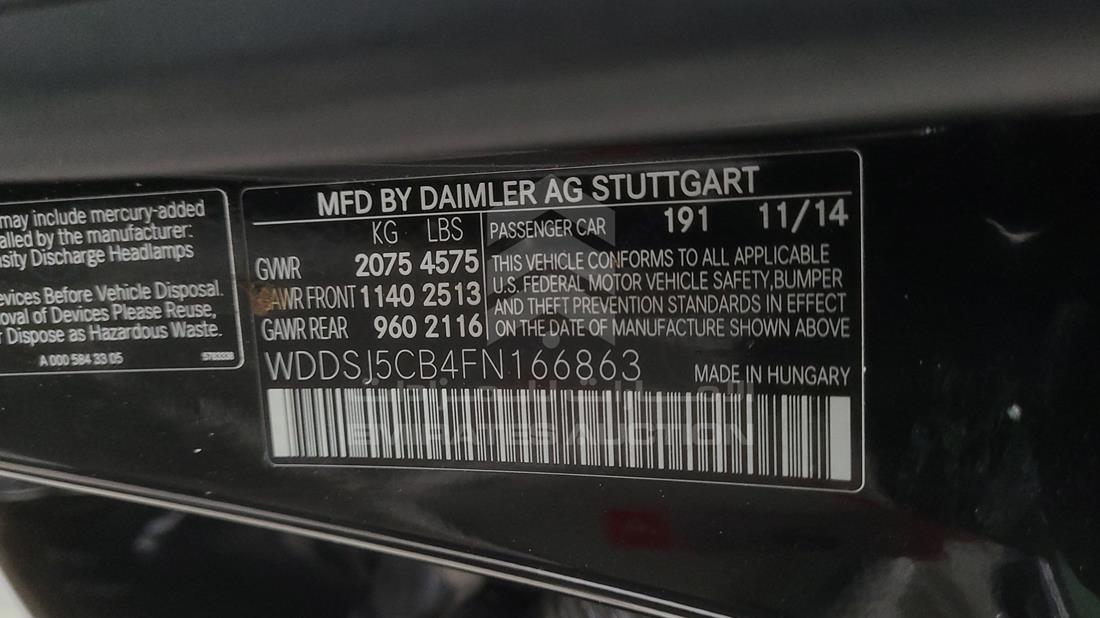 may include mercury-added
alled by the manufacturer:
nsity Discharge Headlamps
evices Before Vehicle Disposal.
oval of Devices Please Reuse,
r Dispose as Hazardous Waste.
A 000 584 33 05
MFD BY DAIMLER AG STUTTGART
KG LBS
GVWR 2075 4575
GAWR FRONT 1140 2513
GAWR REAR 960 2116
PASSENGER CAR 191 11/14
THIS VEHICLE CONFORMS TO ALL APPLICABLE
U.S. FEDERAL MOTOR VEHICLE SAFETY, BUMPER
AND THEFT PREVENTION STANDARDS IN EFFECT
ON THE DATE OF MANUFACTURE SHOWN ABOVE
WDDSJ5CB4FN166863
MADE IN HUNGARY
EMIRATES AUCTION